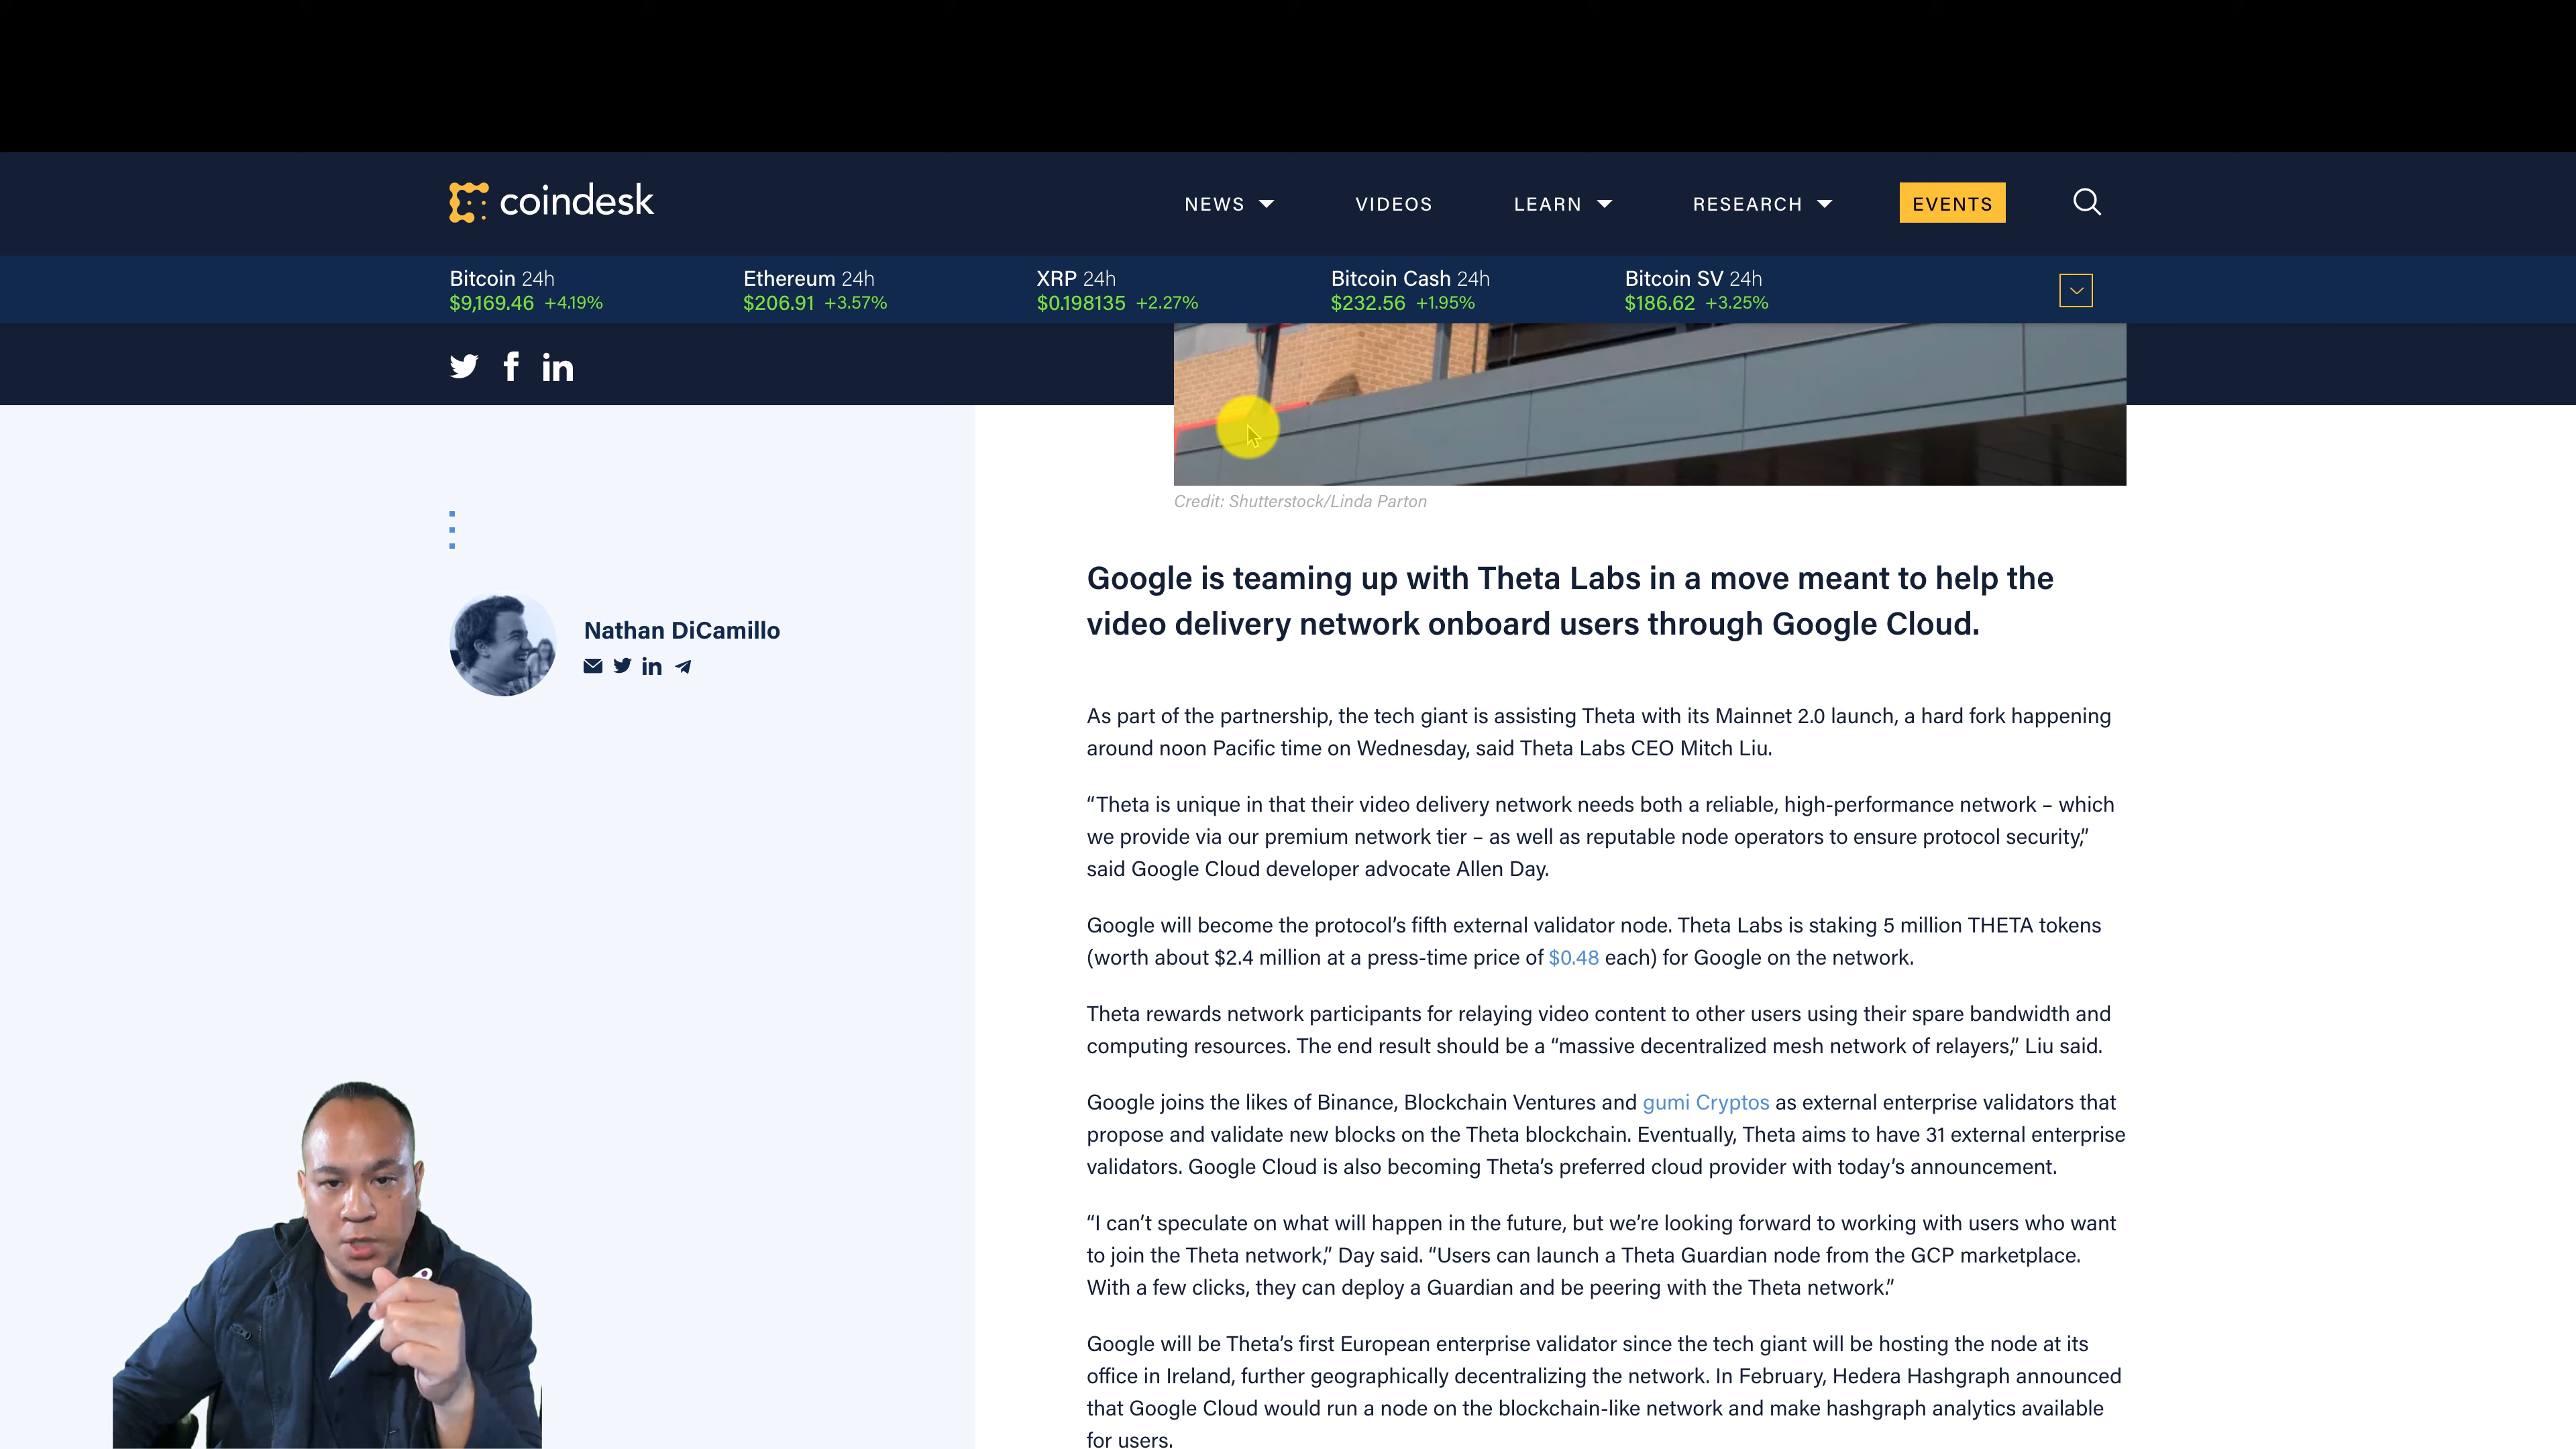 coindesk
NEWS
VIDEOS
LEARN
RESEARCH
EVENTS
Bitcoin 24h
$9,169.46 +4.19%
Ethereum 24h
$206.91 +3.57%
XRP 24h
$0.198135 +2.27%
Bitcoin Cash 24h
$232.56 +1.95%
Bitcoin SV 24h
$186.62 +3.25%
Credit: Shutterstock/Linda Parton
Nathan DiCamillo
Google is teaming up with Theta Labs in a move meant to help the
video delivery network onboard users through Google Cloud.
As part of the partnership, the tech giant is assisting Theta with its Mainnet 2.0 launch, a hard fork happening
around noon Pacific time on Wednesday, said Theta Labs CEO Mitch Liu.
“Theta is unique in that their video delivery network needs both a reliable, high-performance network – which
we provide via our premium network tier – as well as reputable node operators to ensure protocol security,”
said Google Cloud developer advocate Allen Day.
Google will become the protocol’s fifth external validator node. Theta Labs is staking 5 million THETA tokens
(worth about $2.4 million at a press-time price of $0.48 each) for Google on the network.
Theta rewards network participants for relaying video content to other users using their spare bandwidth and
computing resources. The end result should be a “massive decentralized mesh network of relayers,” Liu said.
Google joins the likes of Binance, Blockchain Ventures and gumi Cryptos as external enterprise validators that
propose and validate new blocks on the Theta blockchain. Eventually, Theta aims to have 31 external enterprise
validators. Google Cloud is also becoming Theta’s preferred cloud provider with today’s announcement.
“I can’t speculate on what will happen in the future, but we’re looking forward to working with users who want
to join the Theta network,” Day said. “Users can launch a Theta Guardian node from the GCP marketplace.
With a few clicks, they can deploy a Guardian and be peering with the Theta network.”
Google will be Theta’s first European enterprise validator since the tech giant will be hosting the node at its
office in Ireland, further geographically decentralizing the network. In February, Hedera Hashgraph announced
that Google Cloud would run a node on the blockchain-like network and make hashgraph analytics available
for users.